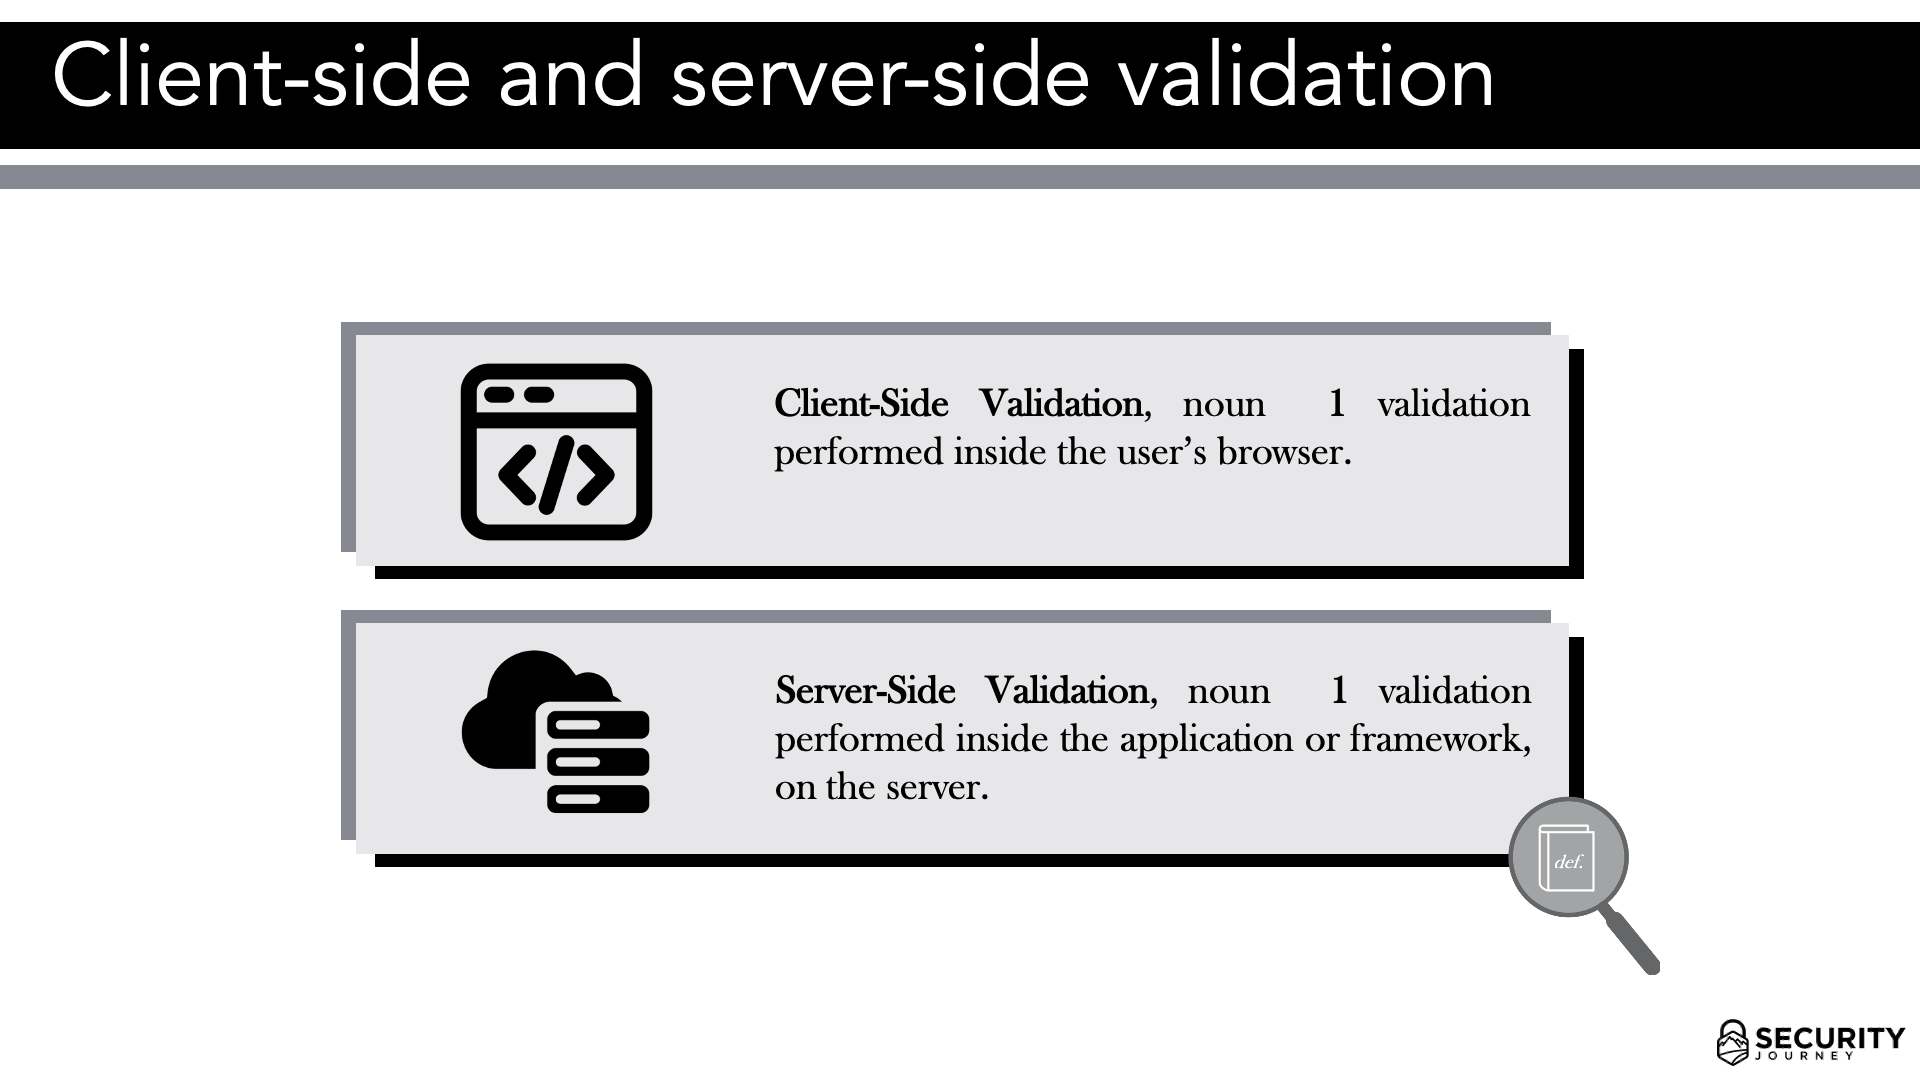 Client-side and server-side validation
Client-Side Validation, noun 1 validation
performed inside the user’s browser.
Server-Side Validation, noun 1 validation
performed inside the application or framework,
on the server.
def.
SECURITY
JOURNEY